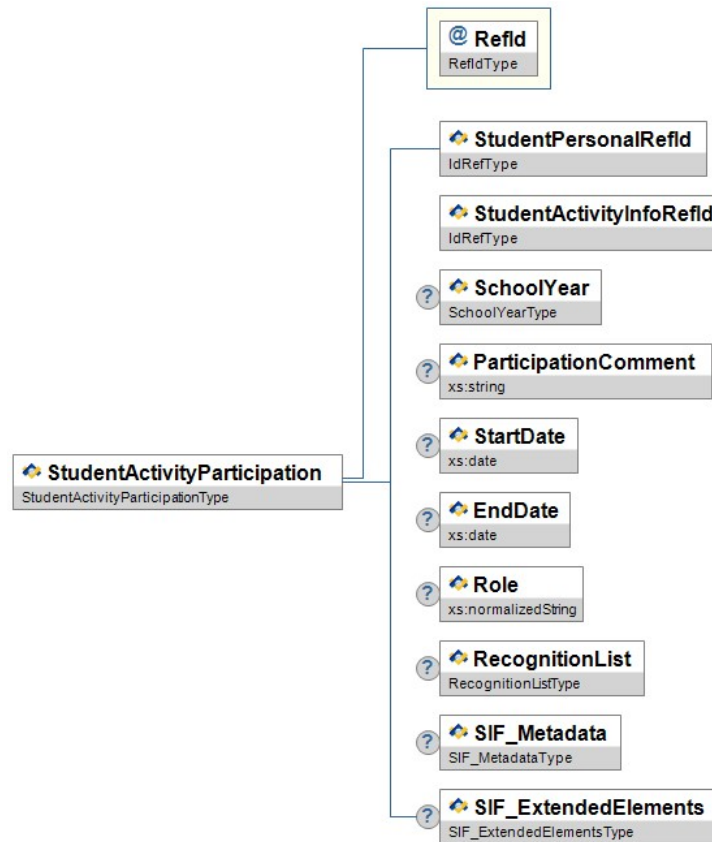 @ RefId
RefIdType
StudentPersonalRefId
IdRefType
StudentActivityInfoRefId
IdRefType
? SchoolYear
SchoolYearType
? ParticipationComment
xs:string
? StartDate
xs:date
StudentActivityParticipation
StudentActivityParticipationType
? EndDate
xs:date
? Role
xs:normalizedString
? RecognitionList
RecognitionListType
? SIF_Metadata
SIF_MetadataType
? SIF_ExtendedElements
SIF_ExtendedElementsType